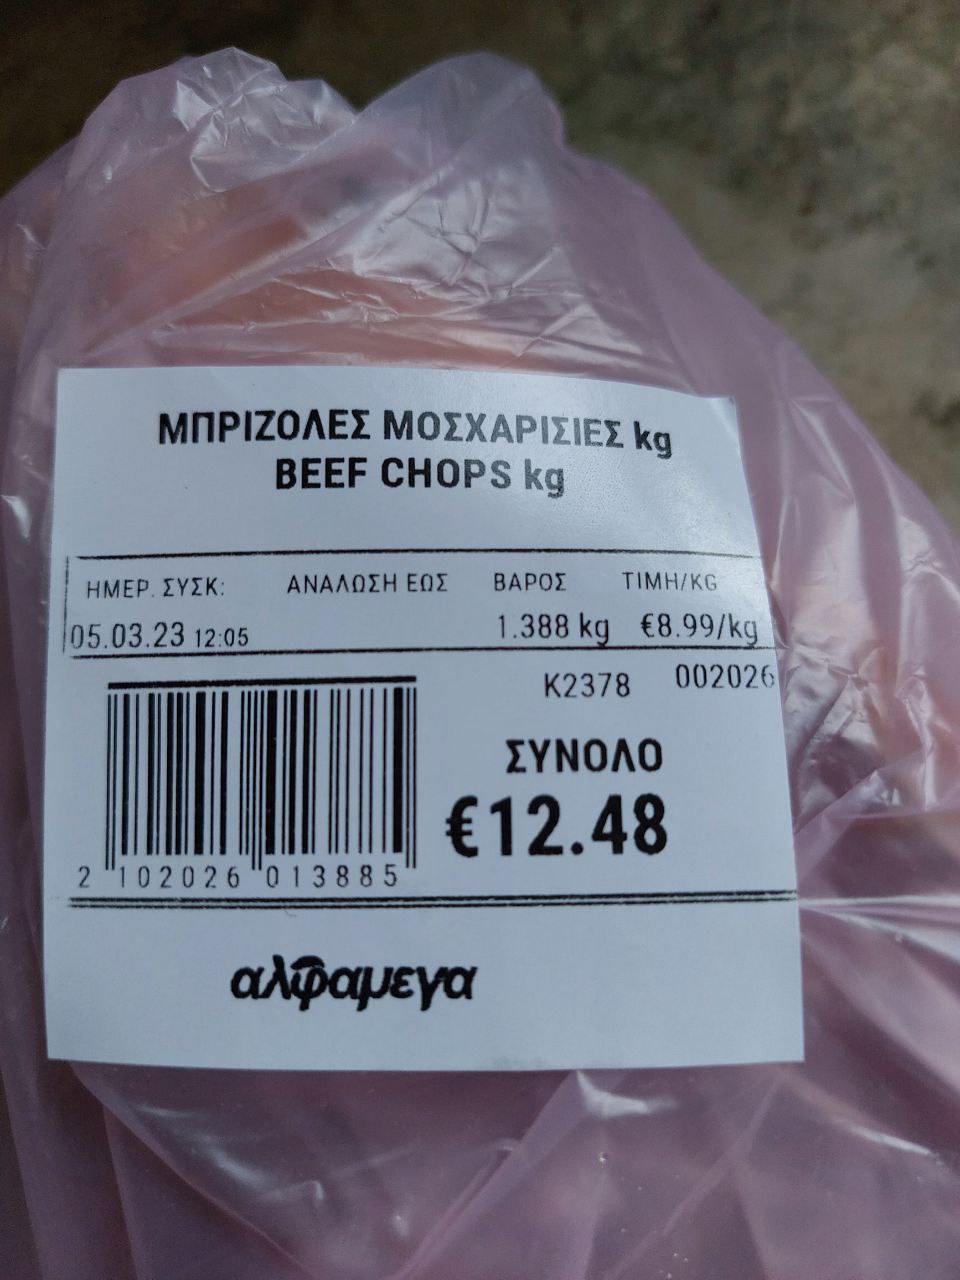 ΜΠΡΙΖΟΛΕΣ ΜΟΣΧΑΡΙΣΙΕΣ kg
BEEF CHOPS kg
ΗΜΕΡ. ΣΥΣΚ: ΑΝΑΛΩΣΗ ΕΩΣ ΒΑΡΟΣ ΤΙΜΗ/KG
05.03.23 12:05 1.388 kg €8.99/kg
K2378 002026
ΣΥΝΟΛΟ
€12.48
2 102026 013885
αλφαμεγα